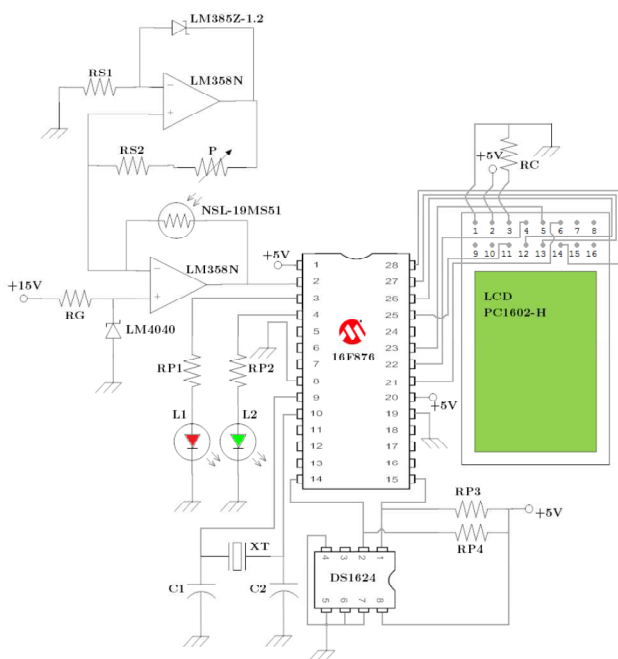 LM385Z-1.2
RS1
LM358N
RS2
P
+5V
RC
NSL-19MS51
1 2 3 4 5 6 7 8
9 10 11 12 13 14 15 16
+5V
LM358N
+15V
RG
LM4040
LCD
PC1602-H
1 28
2 27
3 26
4 25
5 24
6 23
7 22
8 21
9 20
10 19
11 18
12 17
13 16
14 15
16F876
+5V
RP1
RP2
L1
L2
RP3
+5V
RP4
XT
C1
C2
4 3 2 1
DS1624
5 6 7 8